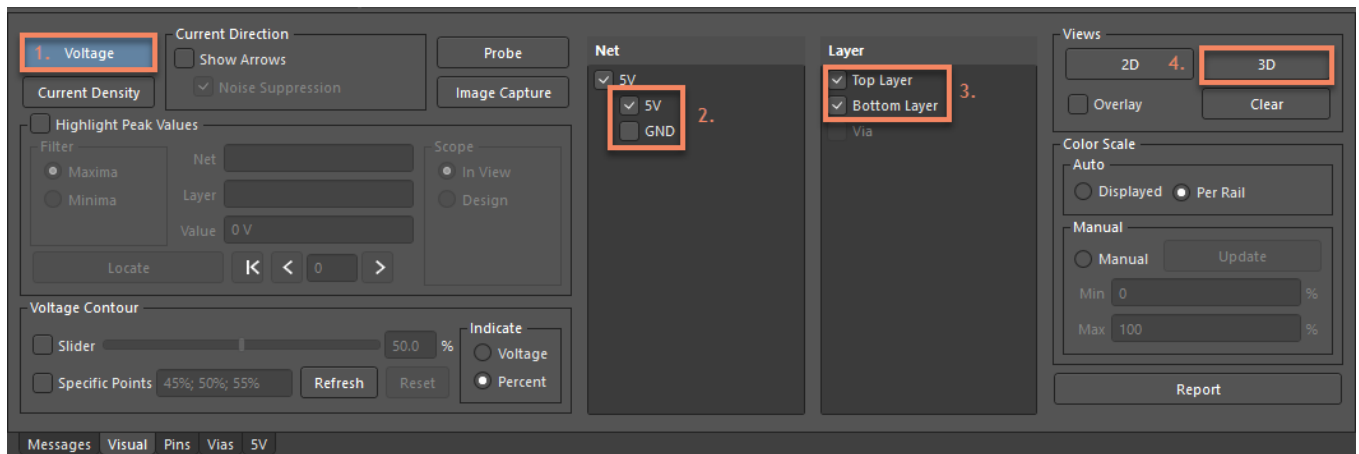 1. Voltage
Current Density
Current Direction
Show Arrows
Noise Suppression
Probe
Image Capture
Highlight Peak Values
Filter
Maxima
Minima
Net
Layer
Value 0 V
Scope
In View
Design
Locate
0
Voltage Contour
Slider 50.0 %
Specific Points 45%; 50%; 55% Refresh Reset
Indicate
Voltage
Percent
Net
5V
5V
GND
2.
Layer
Top Layer
Bottom Layer
Via
3.
Views
2D 4. 3D
Overlay Clear
Color Scale
Auto
Displayed Per Rail
Manual
Manual Update
Min 0 %
Max 100 %
Report
Messages Visual Pins Vias 5V